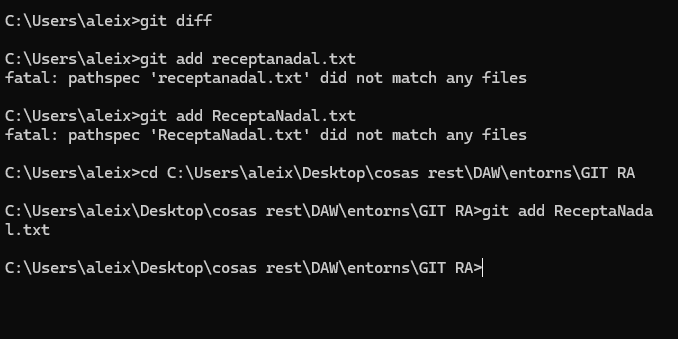 C:\Users\aleix>git diff
C:\Users\aleix>git add receptanadal.txt
fatal: pathspec 'receptanadal.txt' did not match any files
C:\Users\aleix>git add ReceptaNadal.txt
fatal: pathspec 'ReceptaNadal.txt' did not match any files
C:\Users\aleix>cd C:\Users\aleix\Desktop\cosas rest\DAW\entorns\GIT RA
C:\Users\aleix\Desktop\cosas rest\DAW\entorns\GIT RA>git add ReceptaNada
l.txt
C:\Users\aleix\Desktop\cosas rest\DAW\entorns\GIT RA>